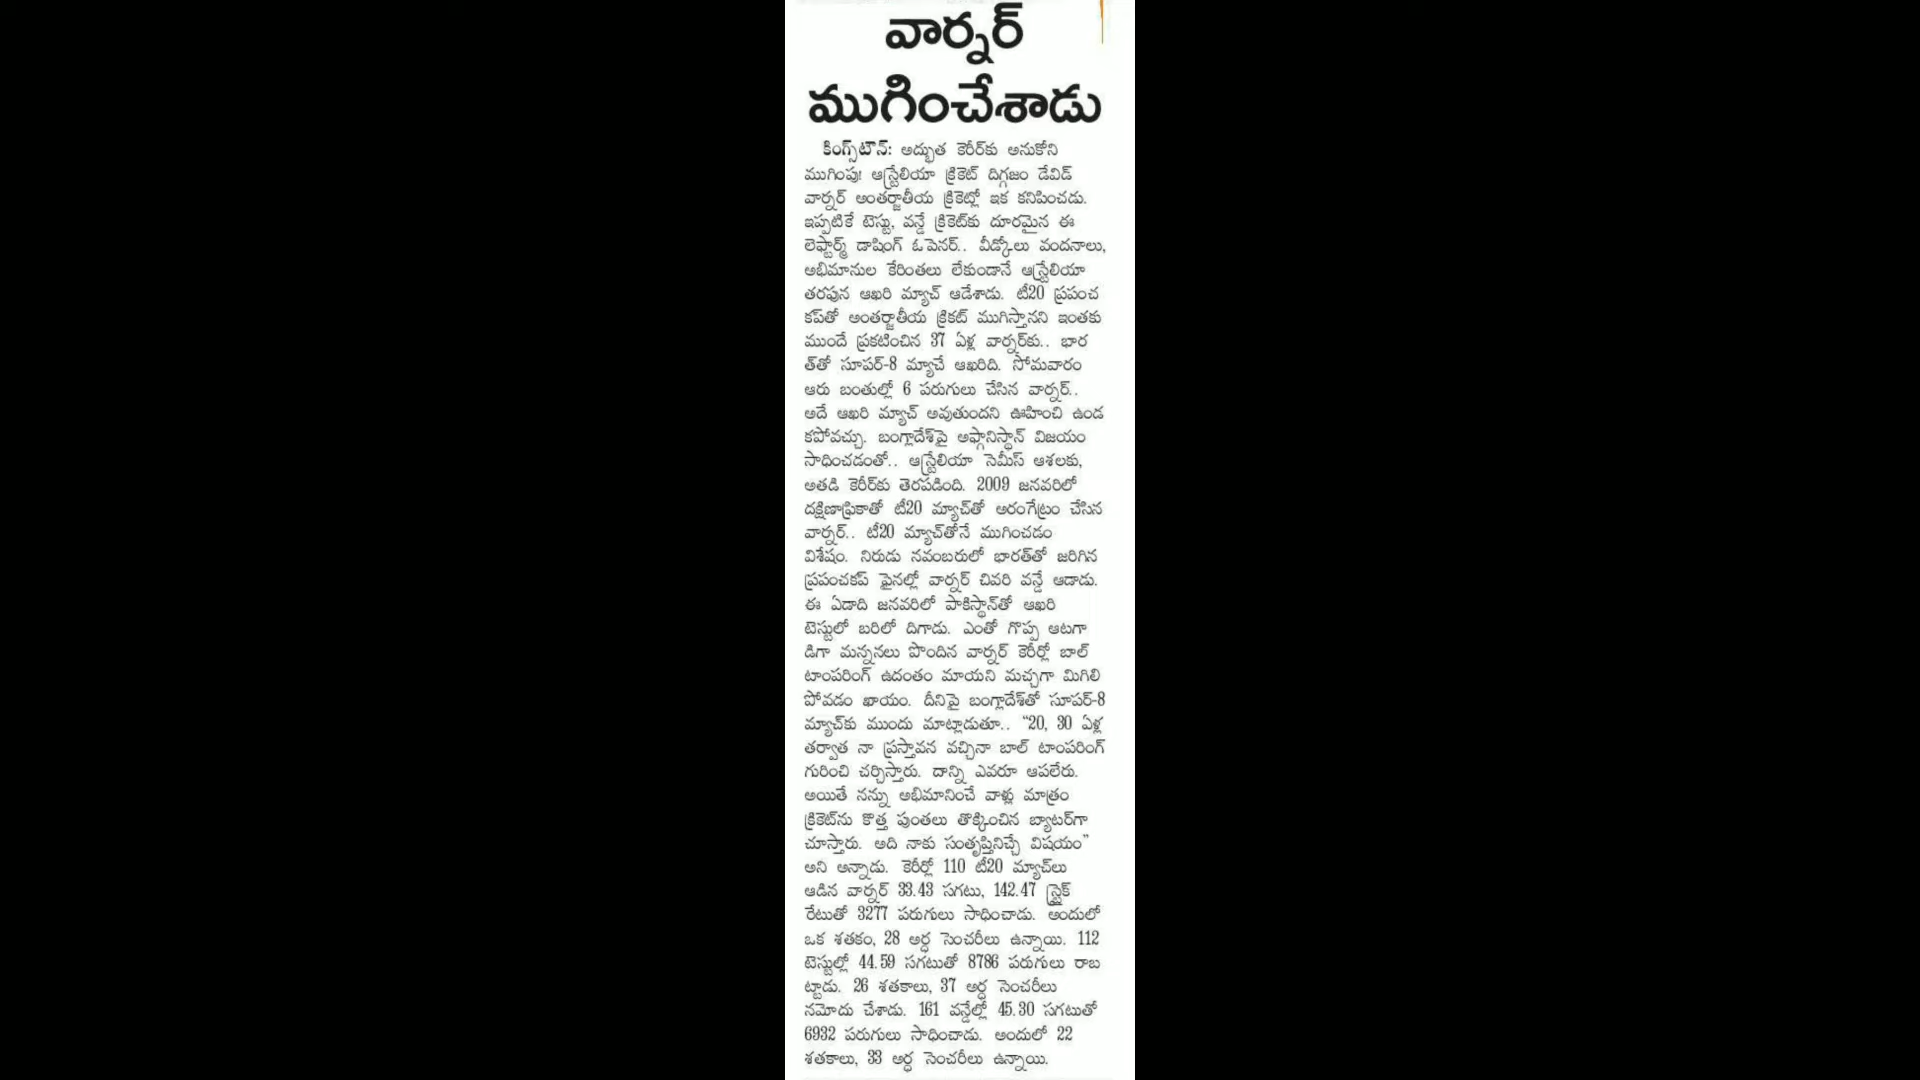 వార్నర్
ముగించేశాడు
కింగ్స్‌టౌన్: అద్భుత కెరీర్‌కు అనుకోని
ముగింపు! ఆస్ట్రేలియా క్రికెట్ దిగ్గజం డేవిడ్
వార్నర్ అంతర్జాతీయ క్రికెట్లో ఇక కనిపించడు.
ఇప్పటికే టెస్టు, వన్డే క్రికెట్‌కు దూరమైన ఈ
లెఫ్టార్మ్ డాషింగ్ ఓపెనర్.. వీడ్కోలు వందనాలు,
అభిమానుల కేరింతలు లేకుండానే ఆస్ట్రేలియా
తరఫున ఆఖరి మ్యాచ్ ఆడేశాడు. టీ20 ప్రపంచ
కప్‌తో అంతర్జాతీయ క్రికట్ ముగిస్తానని ఇంతకు
ముందే ప్రకటించిన 37 ఏళ్ల వార్నర్‌కు.. భార
త్‌తో సూపర్-8 మ్యాచే ఆఖరిది. సోమవారం
ఆరు బంతుల్లో 6 పరుగులు చేసిన వార్నర్..
అదే ఆఖరి మ్యాచ్ అవుతుందని ఊహించి ఉండ
కపోవచ్చు. బంగ్లాదేశ్‌పై అఫ్గానిస్థాన్ విజయం
సాధించడంతో.. ఆస్ట్రేలియా సెమీస్ ఆశలకు,
అతడి కెరీర్‌కు తెరపడింది. 2009 జనవరిలో
దక్షిణాఫ్రికాతో టీ20 మ్యాచ్‌తో అరంగేట్రం చేసిన
వార్నర్.. టీ20 మ్యాచ్‌తోనే ముగించడం
విశేషం. నిరుడు నవంబరులో భారత్‌తో జరిగిన
ప్రపంచకప్ ఫైనల్లో వార్నర్ చివరి వన్డే ఆడాడు.
ఈ ఏడాది జనవరిలో పాకిస్థాన్‌తో ఆఖరి
టెస్టులో బరిలో దిగాడు. ఎంతో గొప్ప ఆటగా
డిగా మన్ననలు పొందిన వార్నర్ కెరీర్లో బాల్
టాంపరింగ్ ఉదంతం మాయని మచ్చగా మిగిలి
పోవడం ఖాయం. దీనిపై బంగ్లాదేశ్‌తో సూపర్-8
మ్యాచ్‌కు ముందు మాట్లాడుతూ.. “20, 30 ఏళ్ల
తర్వాత నా ప్రస్తావన వచ్చినా బాల్ టాంపరింగ్
గురించి చర్చిస్తారు. దాన్ని ఎవరూ ఆపలేరు.
అయితే నన్ను అభిమానించే వాళ్లు మాత్రం
క్రికెట్‌ను కొత్త పుంతలు తొక్కించిన బ్యాటర్‌గా
చూస్తారు. అది నాకు సంతృప్తినిచ్చే విషయం”
అని అన్నాడు. కెరీర్లో 110 టీ20 మ్యాచ్‌లు
ఆడిన వార్నర్ 33.43 సగటు, 142.47 స్ట్రైక్
రేటుతో 3277 పరుగులు సాధించాడు. అందులో
ఒక శతకం, 28 అర్ధ సెంచరీలు ఉన్నాయి. 112
టెస్టుల్లో 44.59 సగటుతో 8786 పరుగులు రాబ
ట్టాడు. 26 శతకాలు, 37 అర్ధ సెంచరీలు
నమోదు చేశాడు. 161 వన్డేల్లో 45.30 సగటుతో
6932 పరుగులు సాధించాడు. అందులో 22
శతకాలు, 33 అర్ధ సెంచరీలు ఉన్నాయి.